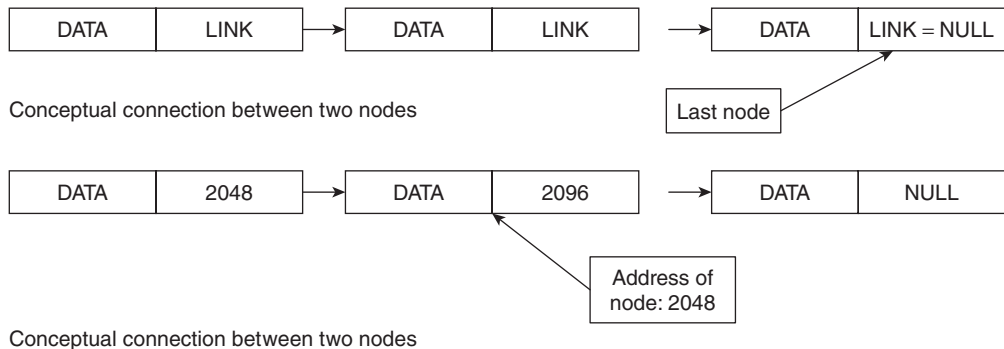 DATA LINK DATA LINK DATA LINK = NULL
Conceptual connection between two nodes
Last node
DATA 2048 DATA 2096 DATA NULL
Address of
node: 2048
Conceptual connection between two nodes